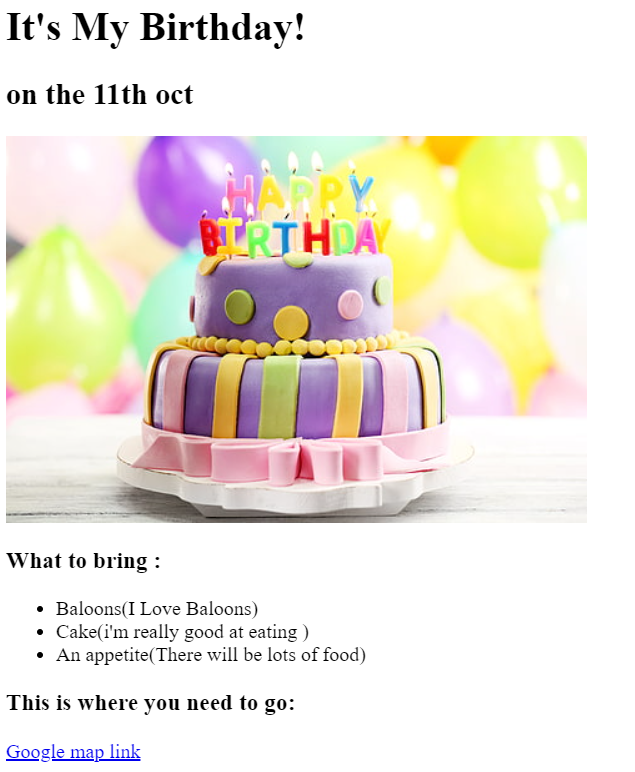 It's My Birthday!
on the 11th oct
HAPPY
BIRTHDAY
What to bring :
Baloons(I Love Baloons)
Cake(i'm really good at eating )
An appetite(There will be lots of food)
This is where you need to go:
Google map link